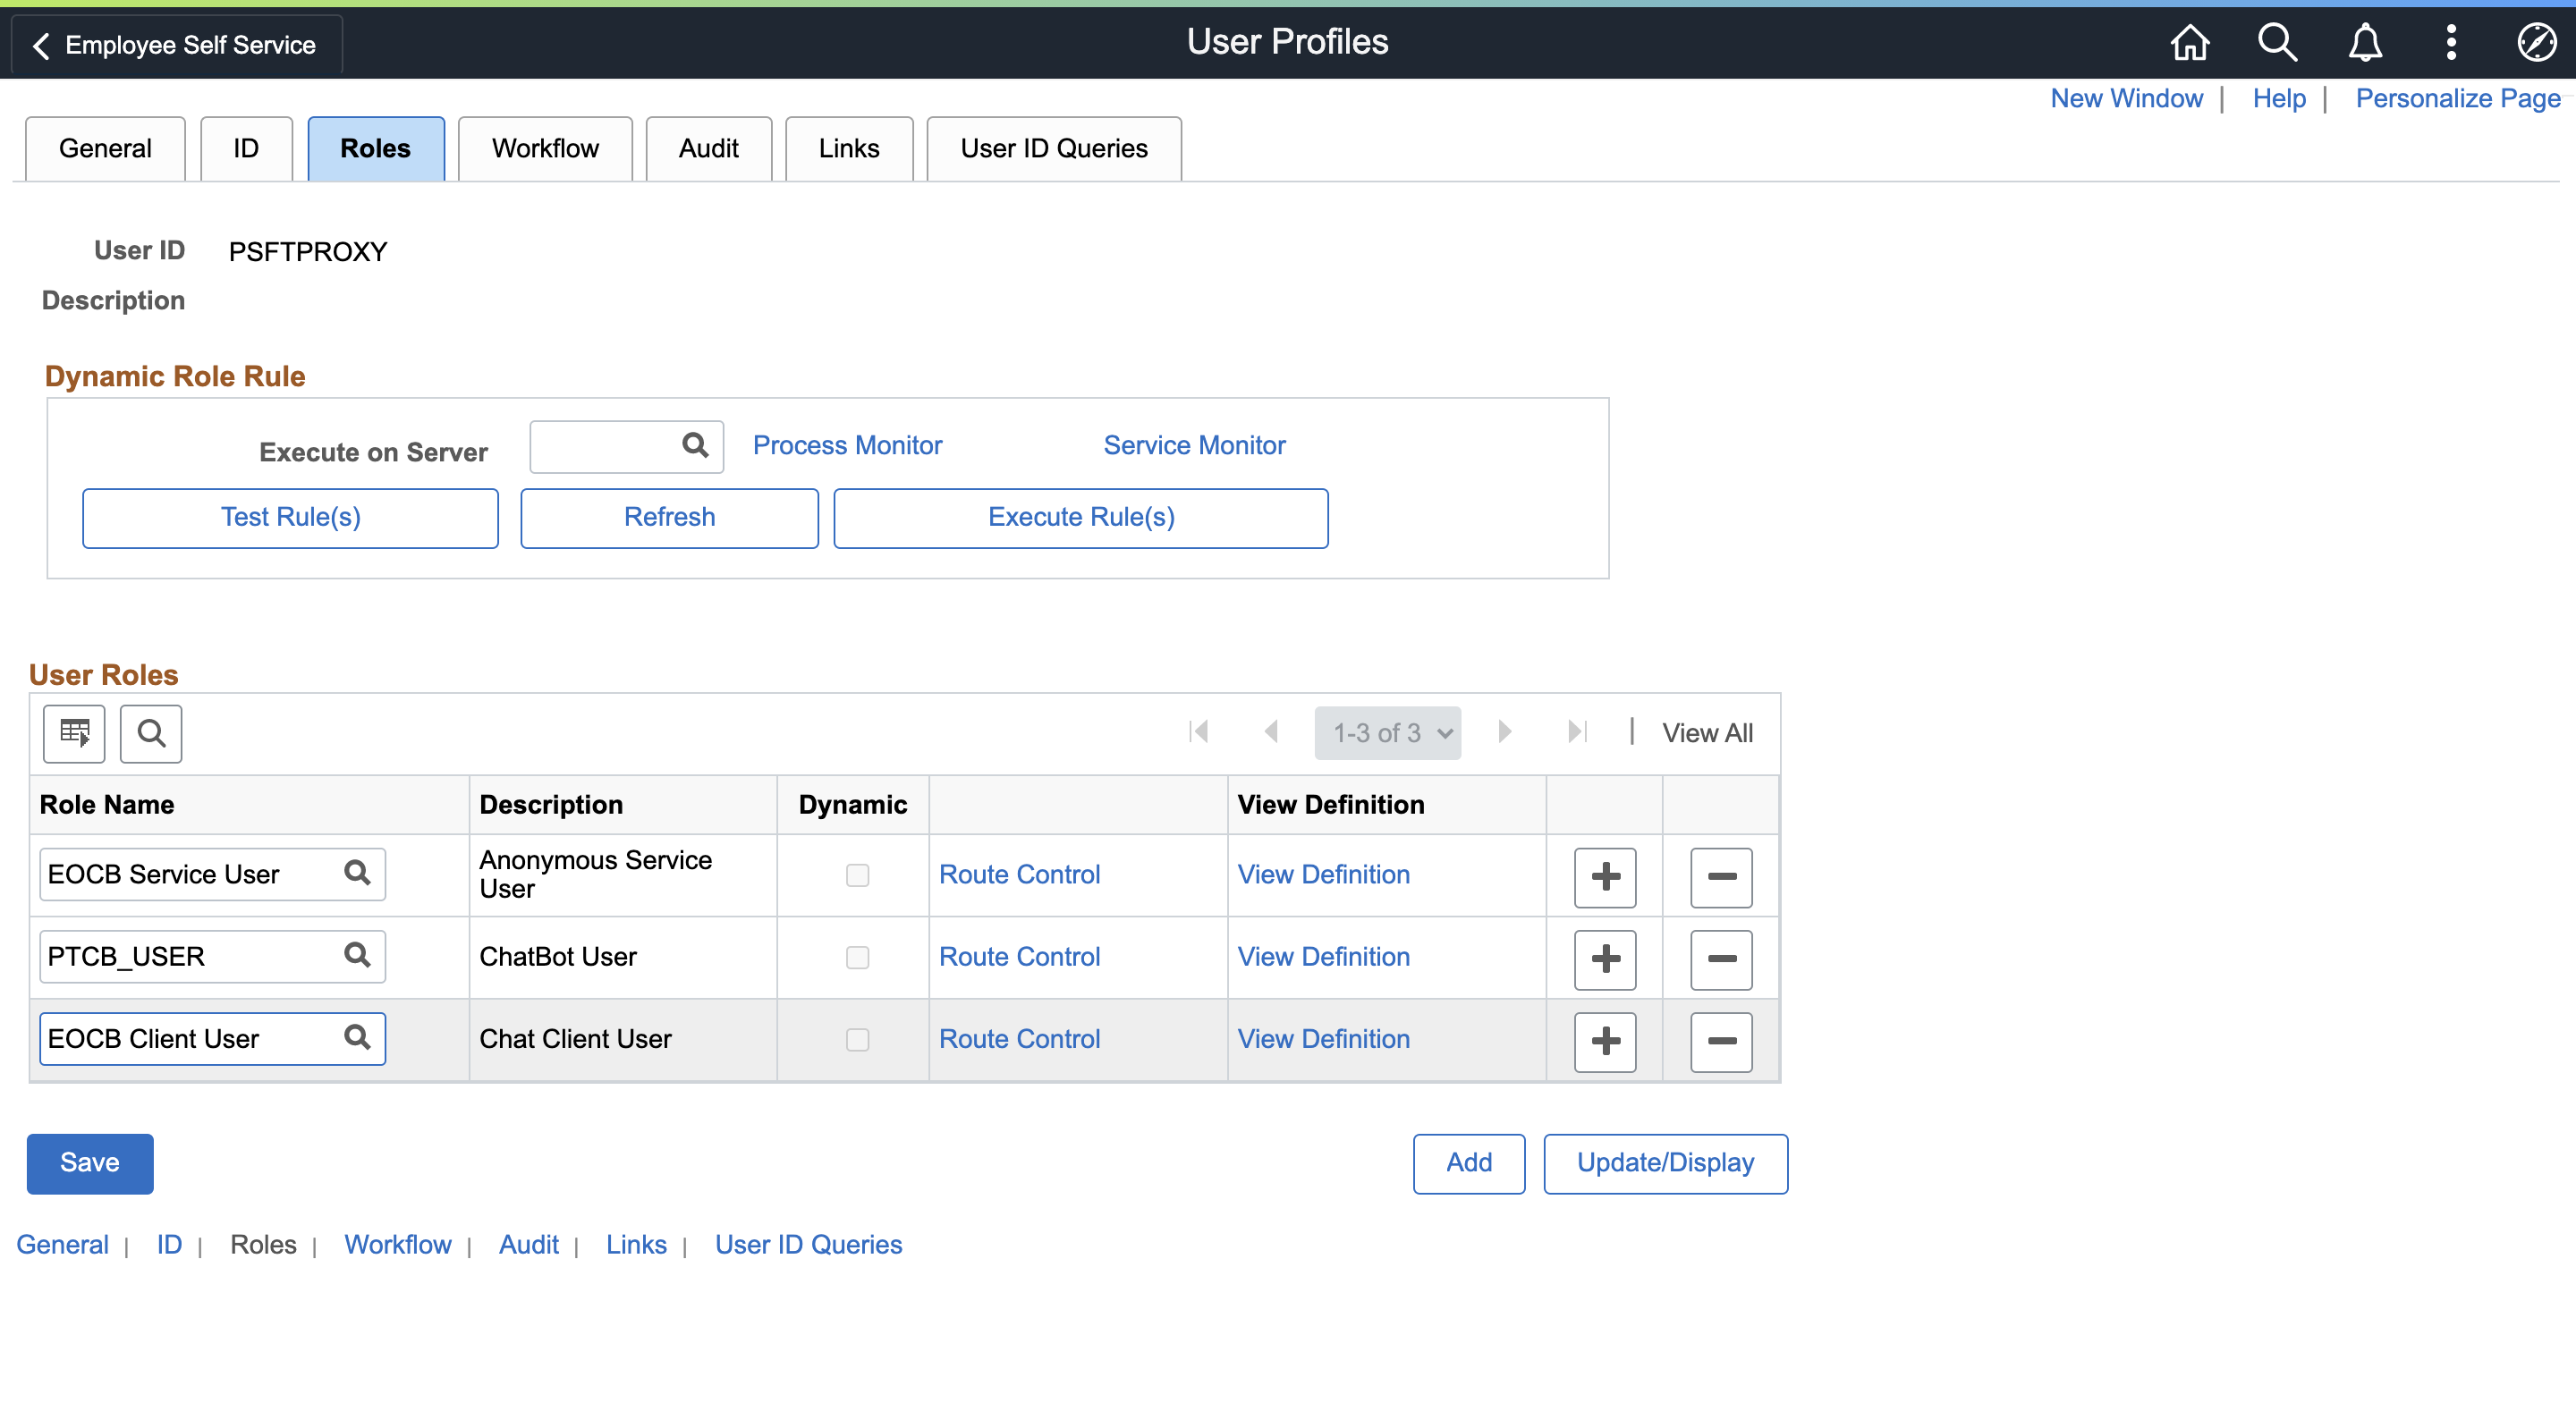 Employee Self Service
User Profiles
New Window | Help | Personalize Page
General ID Roles Workflow Audit Links User ID Queries
User ID PSFTPROXY
Description
Dynamic Role Rule
Execute on Server Process Monitor Service Monitor
Test Rule(s) Refresh Execute Rule(s)
User Roles
1-3 of 3 | View All
Role Name Description Dynamic View Definition
EOCB Service User Anonymous Service User Route Control View Definition
PTCB_USER ChatBot User Route Control View Definition
EOCB Client User Chat Client User Route Control View Definition
Save Add Update/Display
General | ID | Roles | Workflow | Audit | Links | User ID Queries